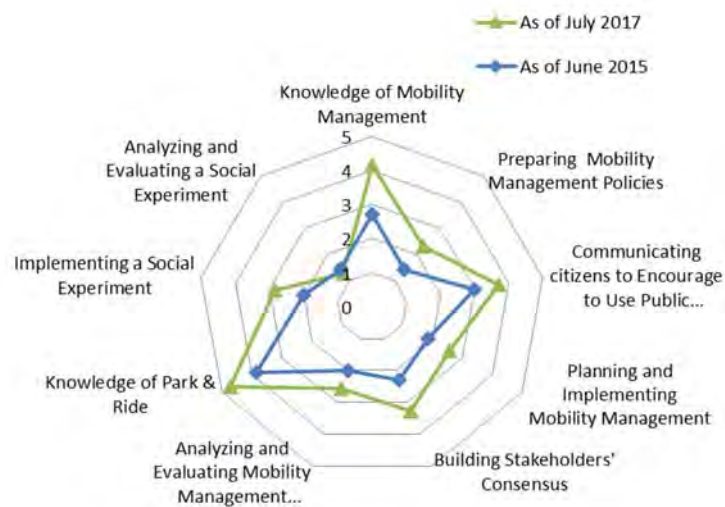 As of July 2017
As of June 2015
Knowledge of Mobility
Management
Preparing Mobility
Management Policies
Communicating
citizens to Encourage
to Use Public...
Planning and
Implementing
Mobility Management
Building Stakeholders'
Consensus
Analyzing and
Evaluating Mobility
Management...
Knowledge of Park &
Ride
Implementing a Social
Experiment
Analyzing and
Evaluating a Social
Experiment
5
4
3
2
1
0